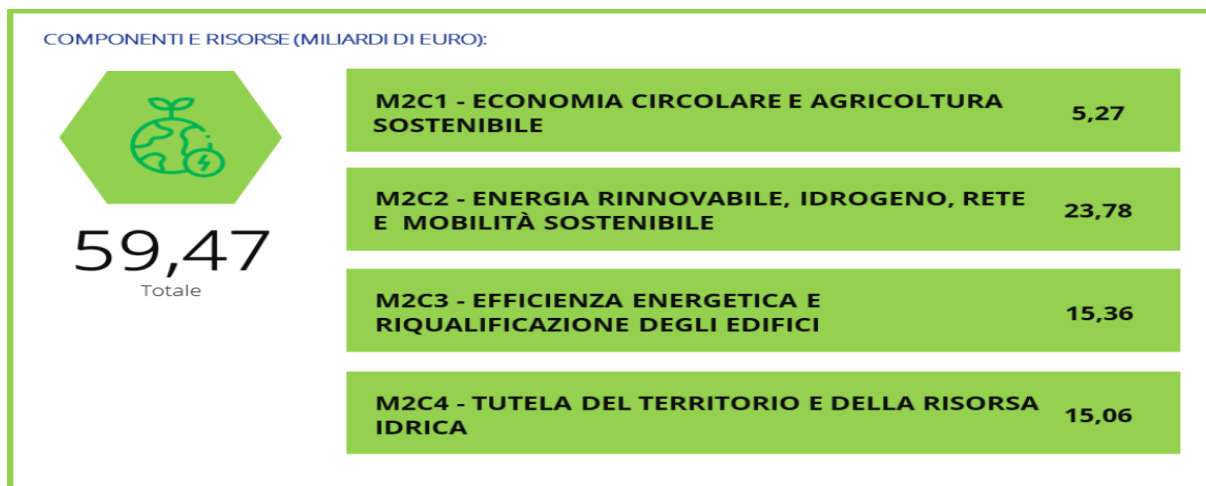 COMPONENTI E RISORSE (MILIARDI DI EURO):
59,47
Totale
M2C1 - ECONOMIA CIRCOLARE E AGRICOLTURA
SOSTENIBILE
5,27
M2C2 - ENERGIA RINNOVABILE, IDROGENO, RETE
E MOBILITÀ SOSTENIBILE
23,78
M2C3 - EFFICIENZA ENERGETICA E
RIQUALIFICAZIONE DEGLI EDIFICI
15,36
M2C4 - TUTELA DEL TERRITORIO E DELLA RISORSA
IDRICA
15,06